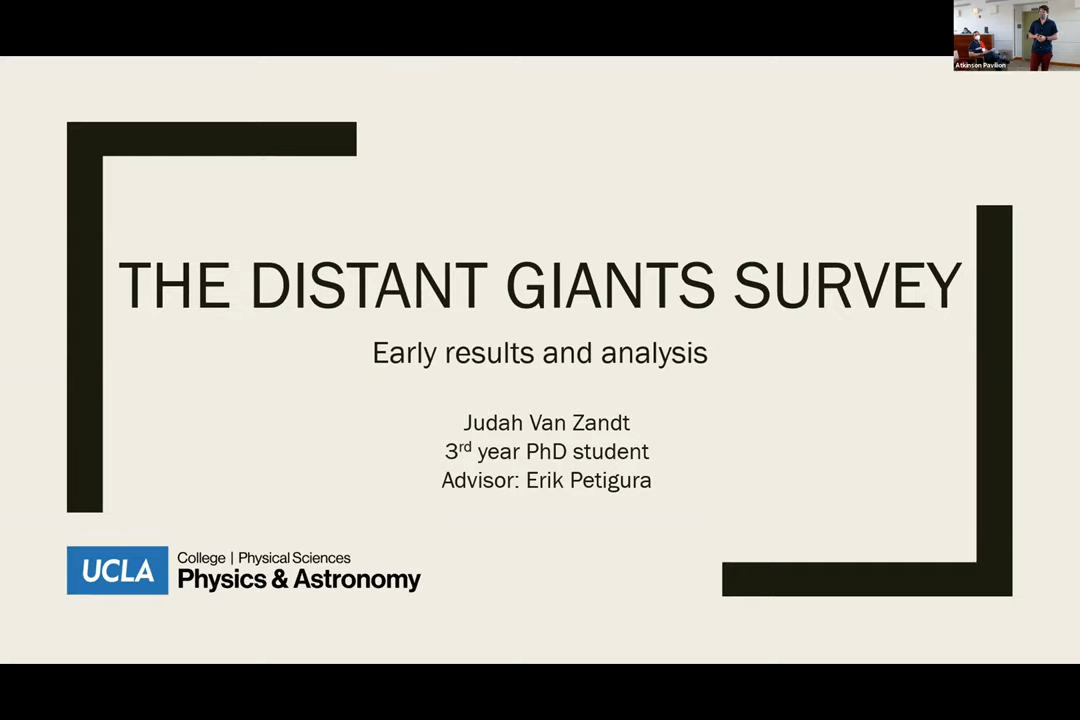 Atkinson Pavilion
THE DISTANT GIANTS SURVEY
Early results and analysis
Judah Van Zandt
3rd year PhD student
Advisor: Erik Petigura
UCLA
College | Physical Sciences
Physics & Astronomy